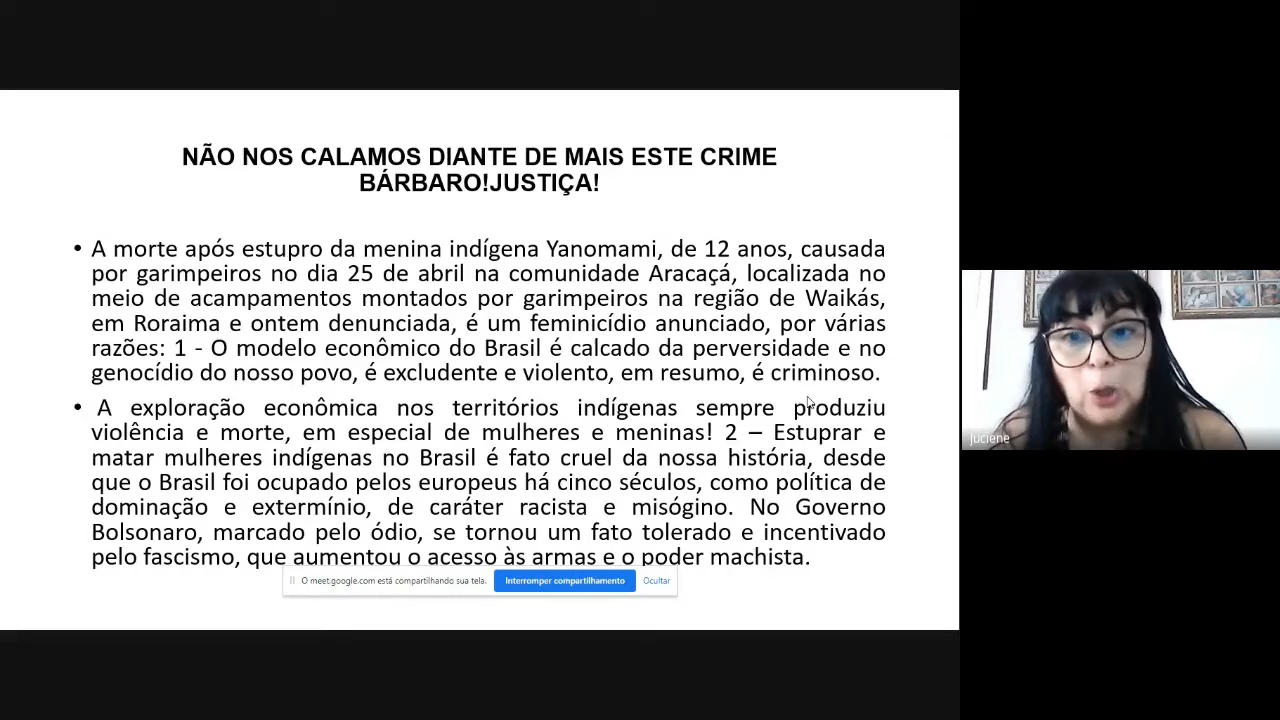 NÃO NOS CALAMOS DIANTE DE MAIS ESTE CRIME
BÁRBARO!JUSTIÇA!
• A morte após estupro da menina indígena Yanomami, de 12 anos, causada
por garimpeiros no dia 25 de abril na comunidade Aracaçá, localizada no
meio de acampamentos montados por garimpeiros na região de Waikás,
em Roraima e ontem denunciada, é um feminicídio anunciado, por várias
razões: 1 - O modelo econômico do Brasil é calcado da perversidade e no
genocídio do nosso povo, é excludente e violento, em resumo, é criminoso.
• A exploração econômica nos territórios indígenas sempre produziu
violência e morte, em especial de mulheres e meninas! 2 – Estuprar e
matar mulheres indígenas no Brasil é fato cruel da nossa história, desde
que o Brasil foi ocupado pelos europeus há cinco séculos, como política de
dominação e extermínio, de caráter racista e misógino. No Governo
Bolsonaro, marcado pelo ódio, se tornou um fato tolerado e incentivado
pelo fascismo, que aumentou o acesso às armas e o poder machista.
O meet.google.com está compartilhando sua tela. Interromper compartilhamento Ocultar
Juciene